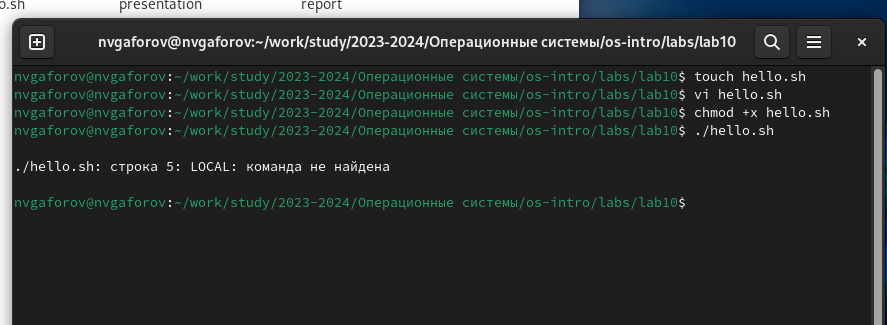 o.sh presentation report
nvgaforov@nvgaforov:~/work/study/2023-2024/Операционные системы/os-intro/labs/lab10
nvgaforov@nvgaforov:~/work/study/2023-2024/Операционные системы/os-intro/labs/lab10$ touch hello.sh
nvgaforov@nvgaforov:~/work/study/2023-2024/Операционные системы/os-intro/labs/lab10$ vi hello.sh
nvgaforov@nvgaforov:~/work/study/2023-2024/Операционные системы/os-intro/labs/lab10$ chmod +x hello.sh
nvgaforov@nvgaforov:~/work/study/2023-2024/Операционные системы/os-intro/labs/lab10$ ./hello.sh
./hello.sh: строка 5: LOCAL: команда не найдена
nvgaforov@nvgaforov:~/work/study/2023-2024/Операционные системы/os-intro/labs/lab10$